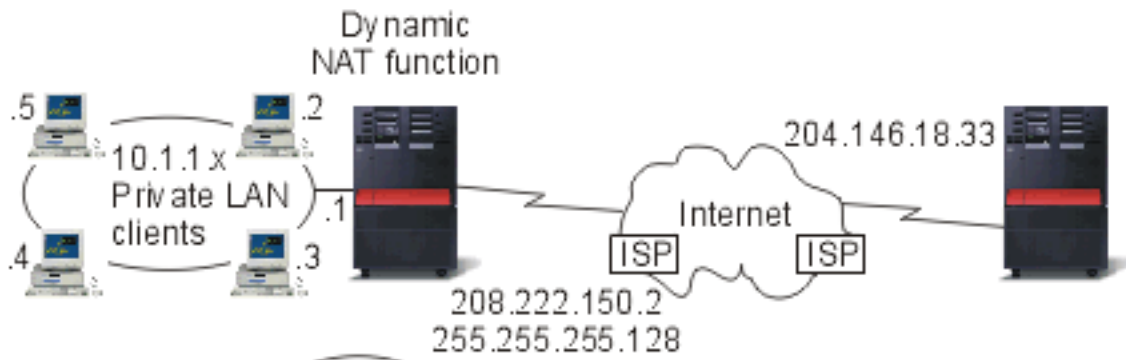 Dynamic
NAT function
.5
.2
204.146.18.33
10.1.1.x
Private LAN
clients
.1
Internet
.4
.3
ISP
ISP
208.222.150.2
255.255.255.128